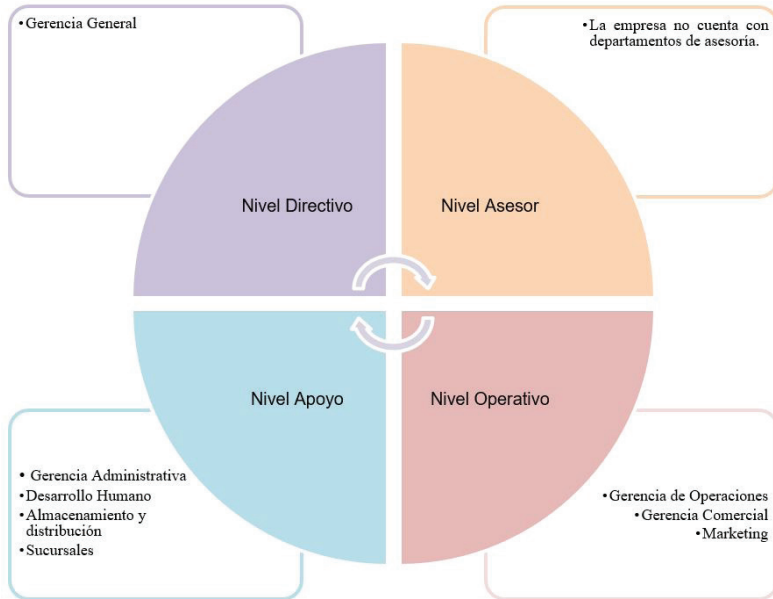 •Gerencia General
•La empresa no cuenta con
departamentos de asesoría.
Nivel Directivo
Nivel Asesor
Nivel Apoyo
Nivel Operativo
• Gerencia Administrativa
•Desarrollo Humano
•Almacenamiento y
distribución
•Sucursales
•Gerencia de Operaciones
•Gerencia Comercial
•Marketing